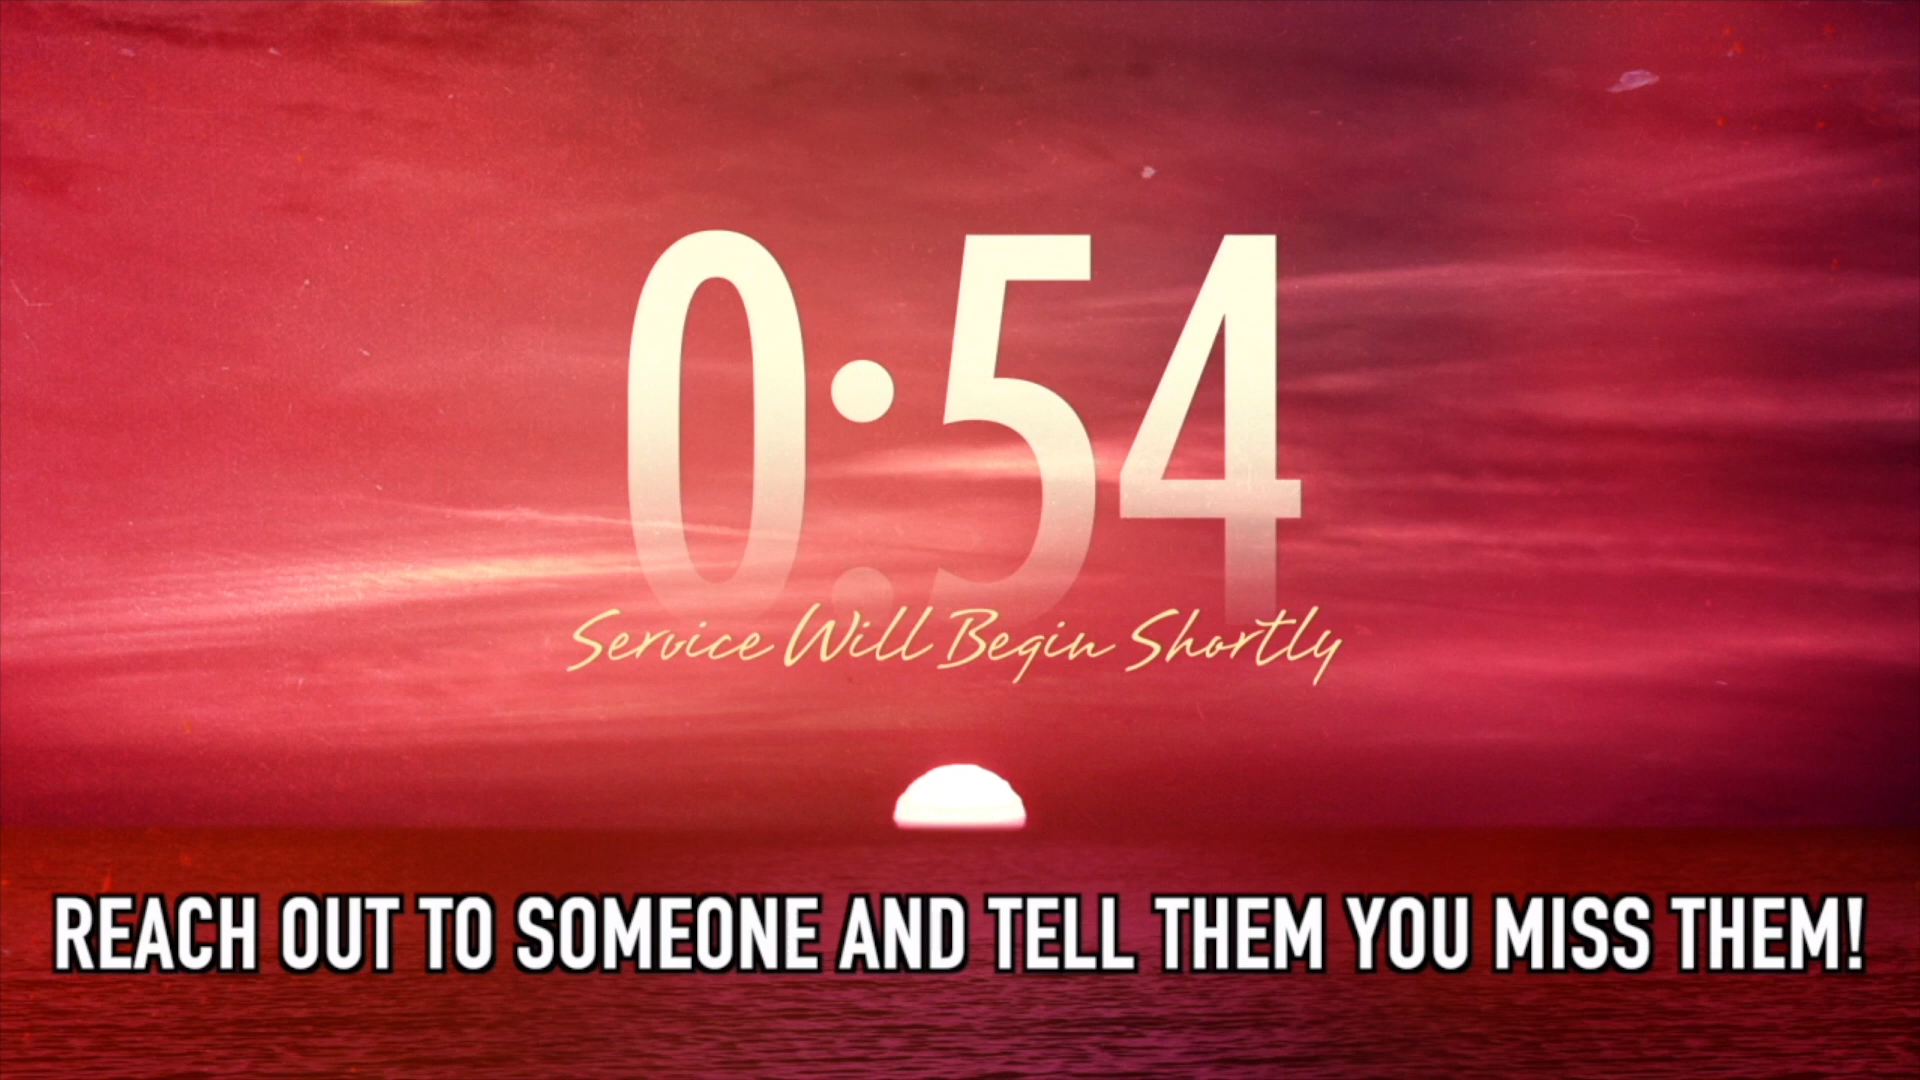 0:54
Service Will Begin Shortly
REACH OUT TO SOMEONE AND TELL THEM YOU MISS THEM!